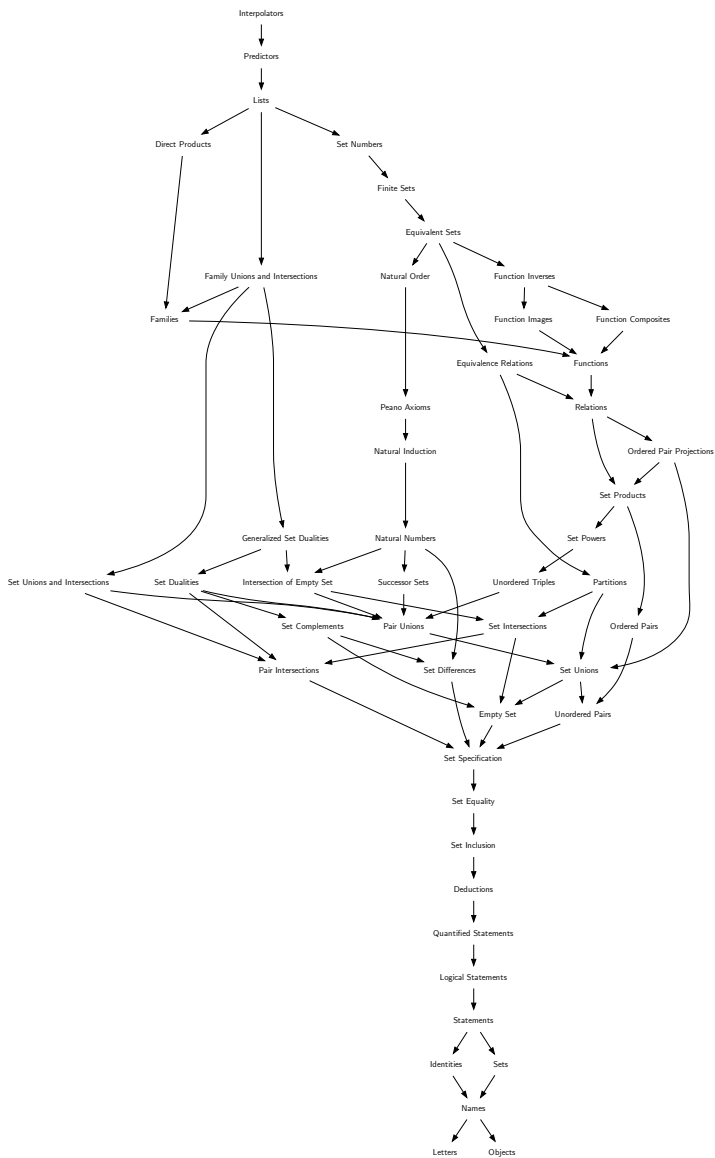 Interpolators
Predictors
Lists
Direct Products
Set Numbers
Finite Sets
Equivalent Sets
Family Unions and Intersections
Natural Order
Function Inverses
Families
Function Images
Function Composites
Equivalence Relations
Functions
Peano Axioms
Relations
Natural Induction
Ordered Pair Projections
Set Products
Generalized Set Dualities
Natural Numbers
Set Powers
Set Unions and Intersections
Set Dualities
Intersection of Empty Set
Successor Sets
Unordered Triples
Partitions
Set Complements
Pair Unions
Set Intersections
Ordered Pairs
Pair Intersections
Set Differences
Set Unions
Empty Set
Unordered Pairs
Set Specification
Set Equality
Set Inclusion
Deductions
Quantified Statements
Logical Statements
Statements
Identities
Sets
Names
Letters
Objects